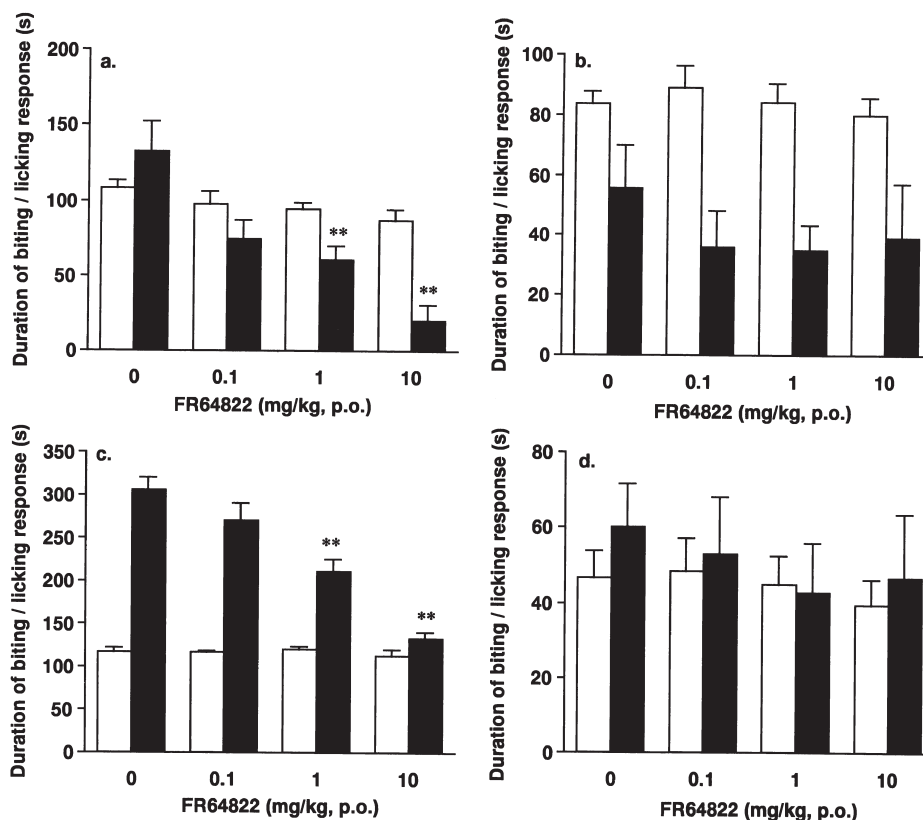 a.
Duration of biting / licking response (s)
200
150
100
50
0
**
**
0 0.1 1 10
FR64822 (mg/kg, p.o.)
b.
Duration of biting / licking response (s)
100
80
60
40
20
0
0 0.1 1 10
FR64822 (mg/kg, p.o.)
c.
Duration of biting / licking response (s)
350
300
250
200
150
100
50
0
**
**
0 0.1 1 10
FR64822 (mg/kg, p.o.)
d.
Duration of biting / licking response (s)
80
60
40
20
0
0 0.1 1 10
FR64822 (mg/kg, p.o.)